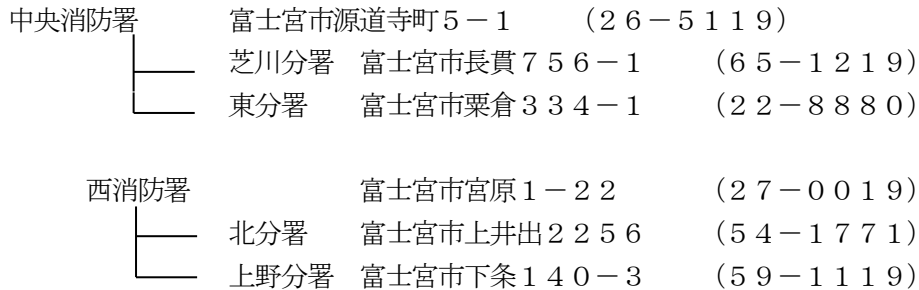 中央消防署　富士宮市源道寺町５－１　（２６－５１１９）
芝川分署　富士宮市長貫７５６－１　（６５－１２１９）
東分署　富士宮市粟倉３３４－１　（２２－８８８０）
西消防署　富士宮市宮原１－２２　（２７－００１９）
北分署　富士宮市上井出２２５６　（５４－１７７１）
上野分署　富士宮市下条１４０－３　（５９－１１１９）